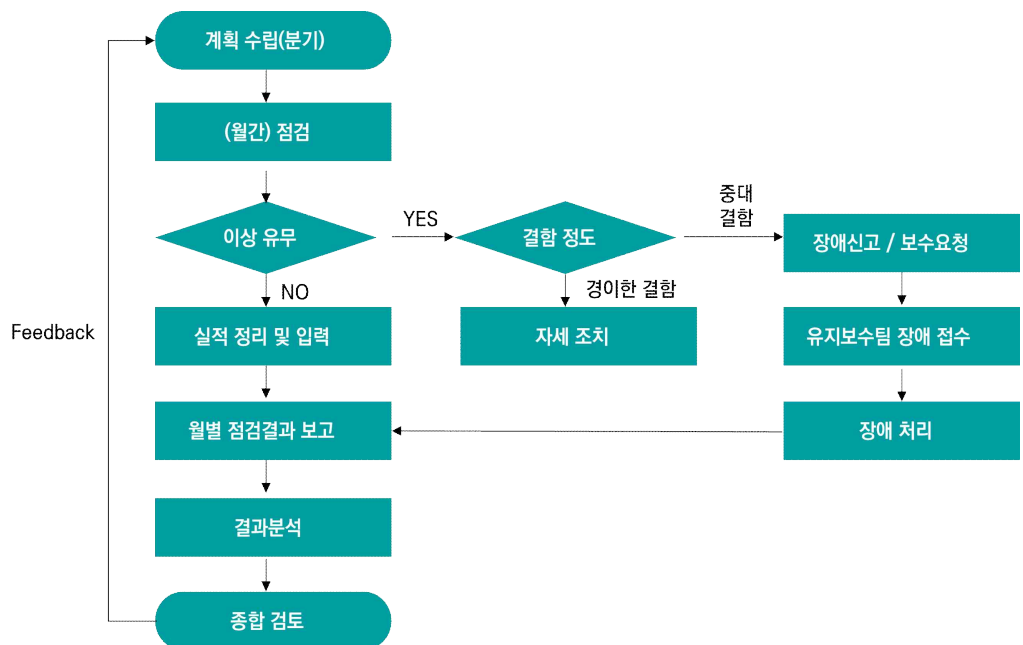 계획 수립(분기)
(월간) 점검
이상 유무
YES
결함 정도
중대
결함
장애신고 / 보수요청
NO
경이한 결함
Feedback
실적 정리 및 입력
자세 조치
유지보수팀 장애 접수
월별 점검결과 보고
장애 처리
결과분석
종합 검토